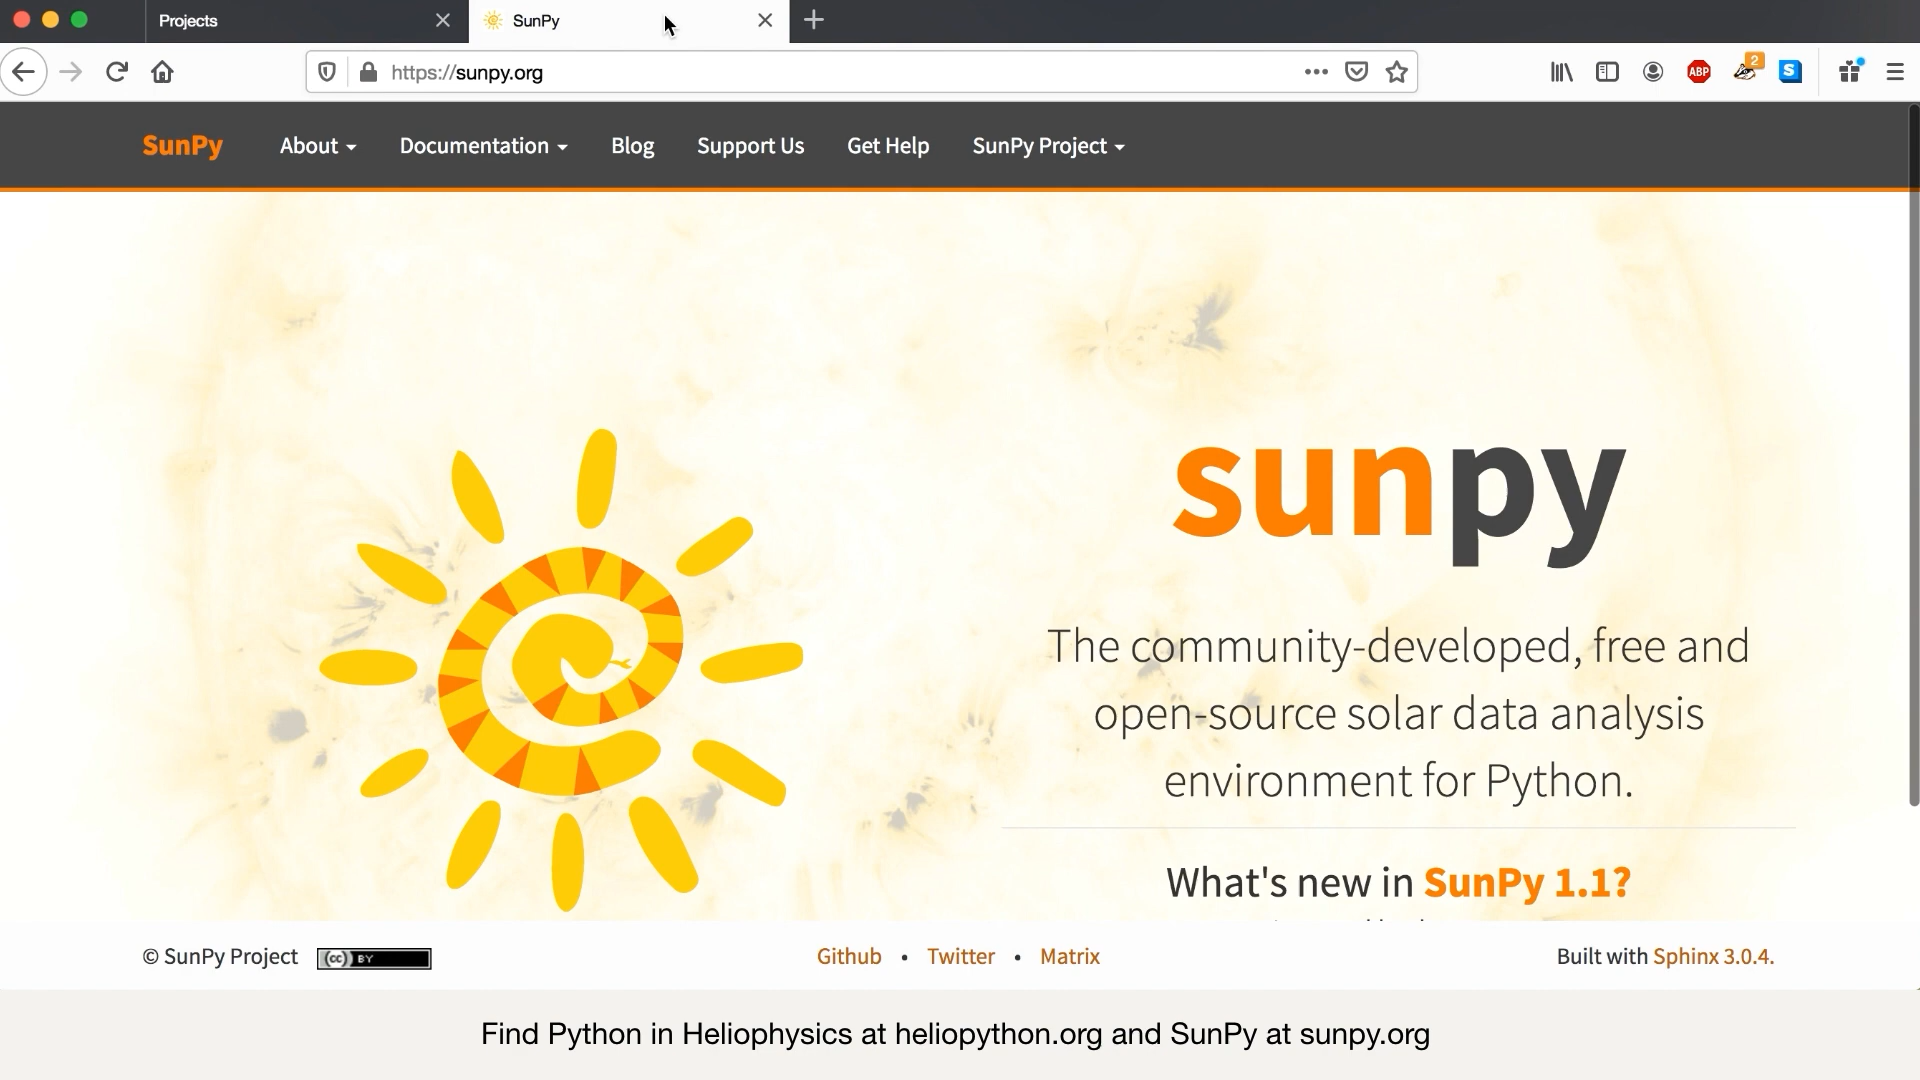 Projects
SunPy
https://sunpy.org
ABP
2
S
SunPy
About
Documentation
Blog
Support Us
Get Help
SunPy Project
sunpy
The community-developed, free and
open-source solar data analysis
environment for Python.
What's new in SunPy 1.1?
© SunPy Project
(cc) BY
Github • Twitter • Matrix
Built with Sphinx 3.0.4.
Find Python in Heliophysics at heliopython.org and SunPy at sunpy.org